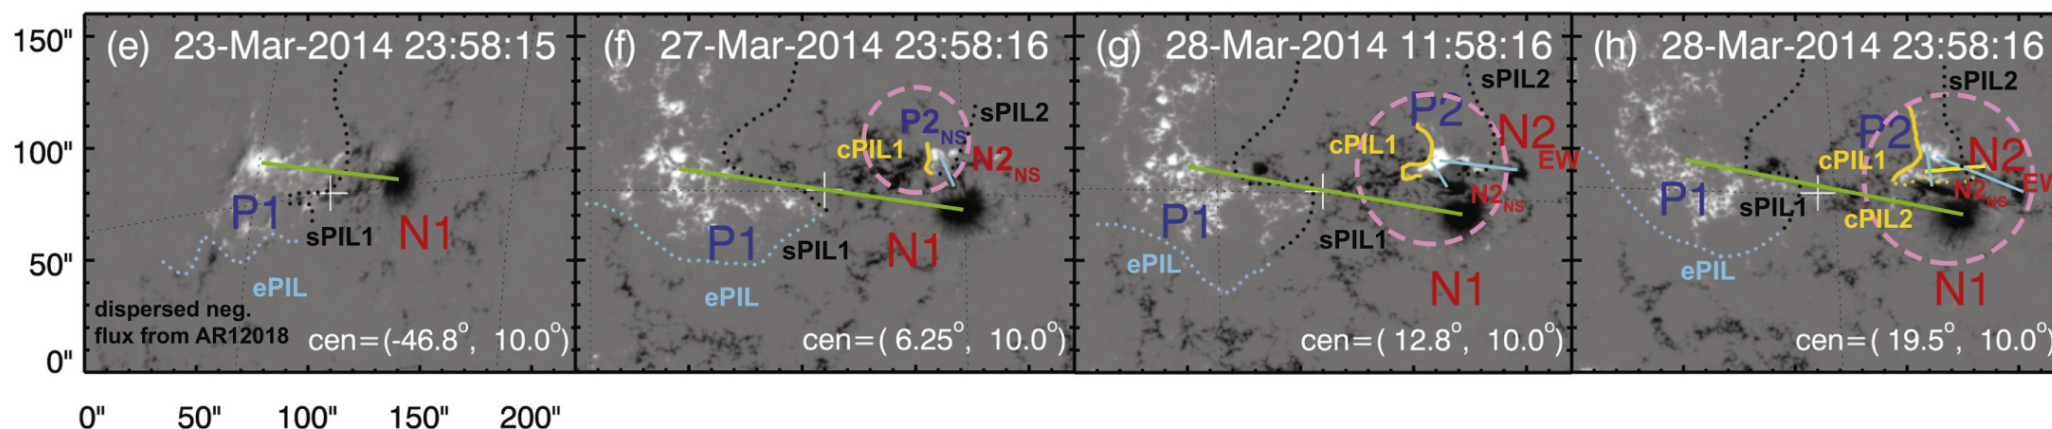 150"
100"
50"
0"
(e) 23-Mar-2014 23:58:15
P1
N1
sPIL1
ePIL
dispersed neg.
flux from AR12018
cen=(-46.8°, 10.0°)
(f) 27-Mar-2014 23:58:16
sPIL2
P2NS
cPIL1
N2NS
P1
sPIL1
N1
ePIL
cen=( 6.25°, 10.0°)
(g) 28-Mar-2014 11:58:16
sPIL2
P2
N2
cPIL1
EW
N2NS
P1
sPIL1
ePIL
N1
cen=( 12.8°, 10.0°)
(h) 28-Mar-2014 23:58:16
sPIL2
P2
N2
cPIL1
EW
N2NS
P1
sPIL1
cPIL2
ePIL
N1
cen=( 19.5°, 10.0°)
0" 50" 100" 150" 200"